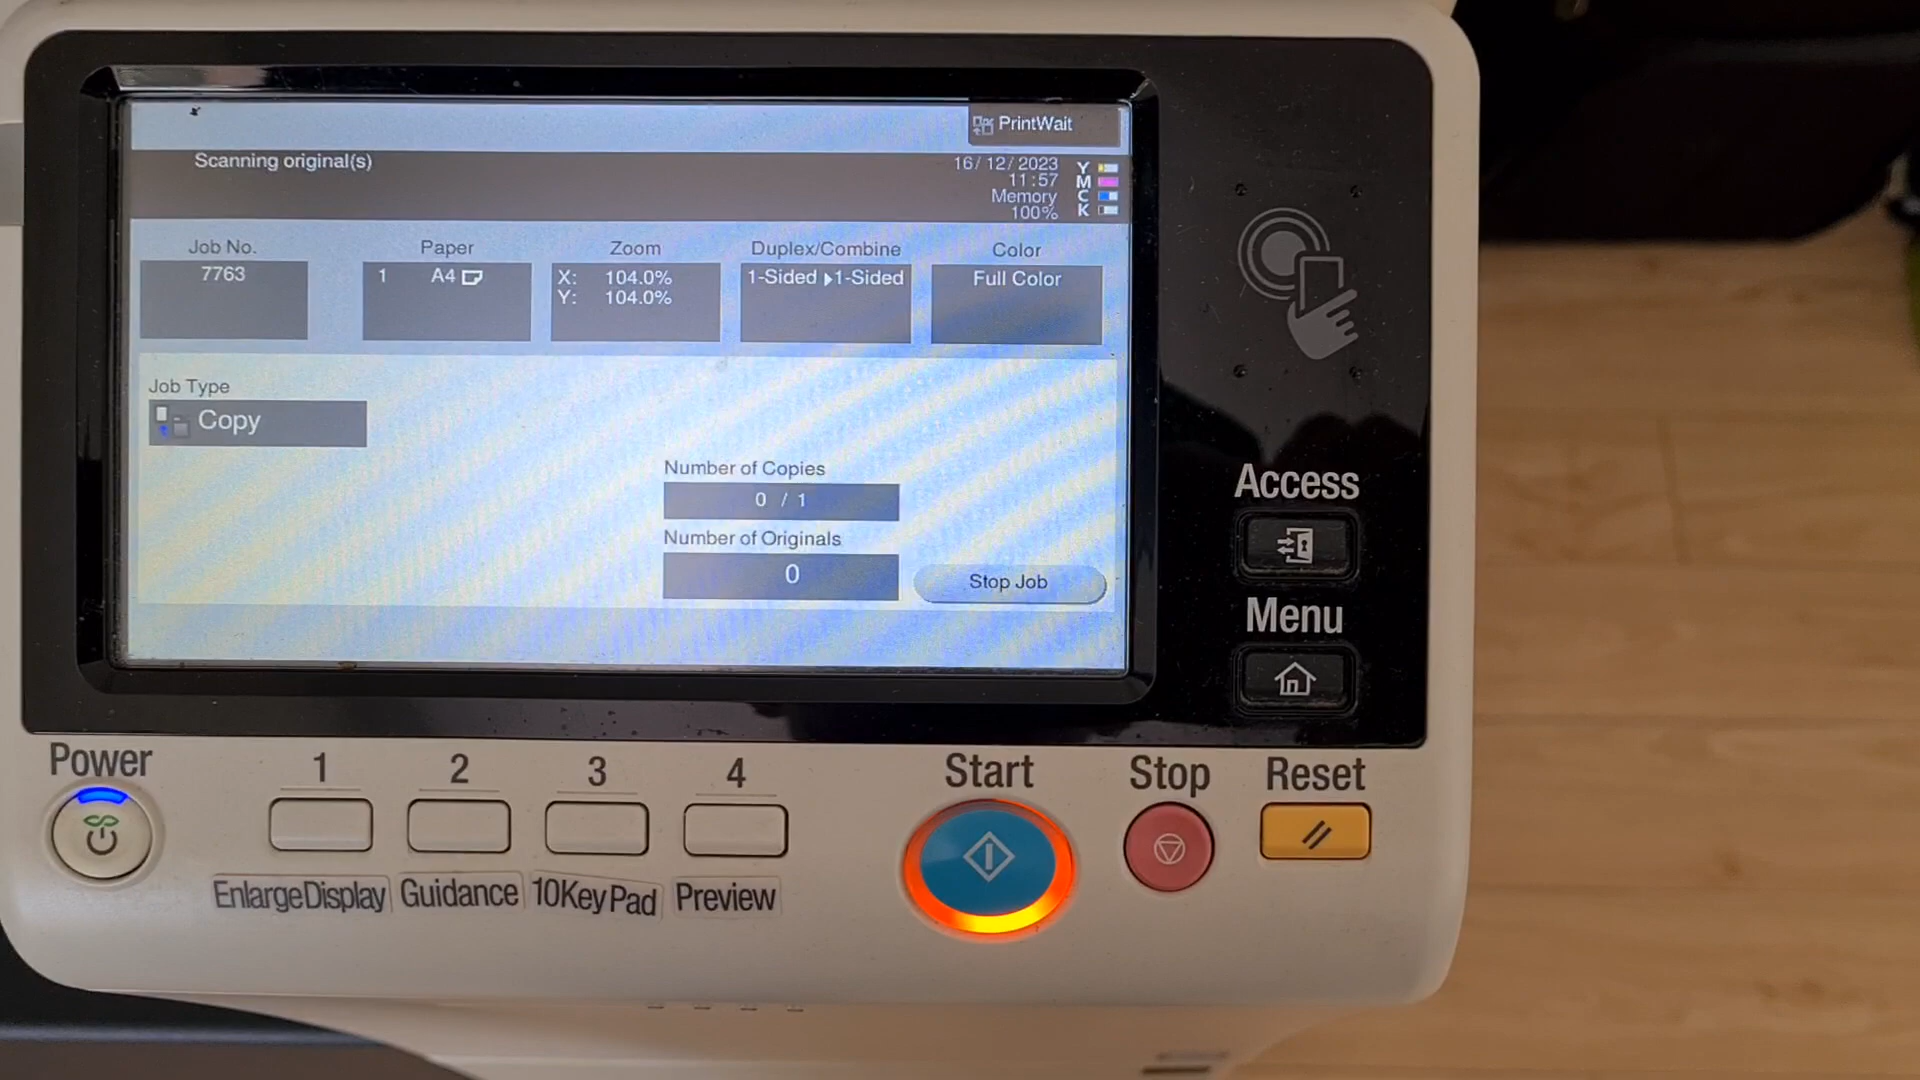 PrintWait
Scanning original(s)
16/12/2023
11:57
Memory
100%
Y
M
C
K
Job No.
7763
Paper
1 A4
Zoom
X: 104.0%
Y: 104.0%
Duplex/Combine
1-Sided ▶1-Sided
Color
Full Color
Job Type
Copy
Number of Copies
0 / 1
Number of Originals
0
Stop Job
Access
Menu
Power
1
2
3
4
Start
Stop
Reset
EnlargeDisplay
Guidance
10KeyPad
Preview